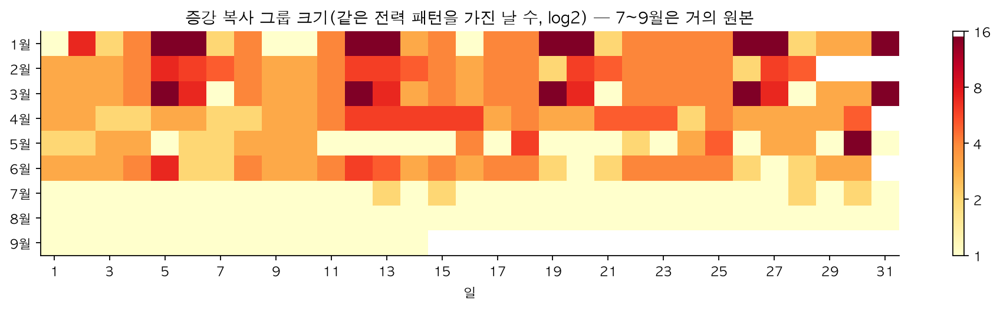 증강 복사 그룹 크기(같은 전력 패턴을 가진 날 수, log2) — 7~9월은 거의 원본
1월
2월
3월
4월
5월
6월
7월
8월
9월
1 3 5 7 9 11 13 15 17 19 21 23 25 27 29 31
일
16
8
4
2
1